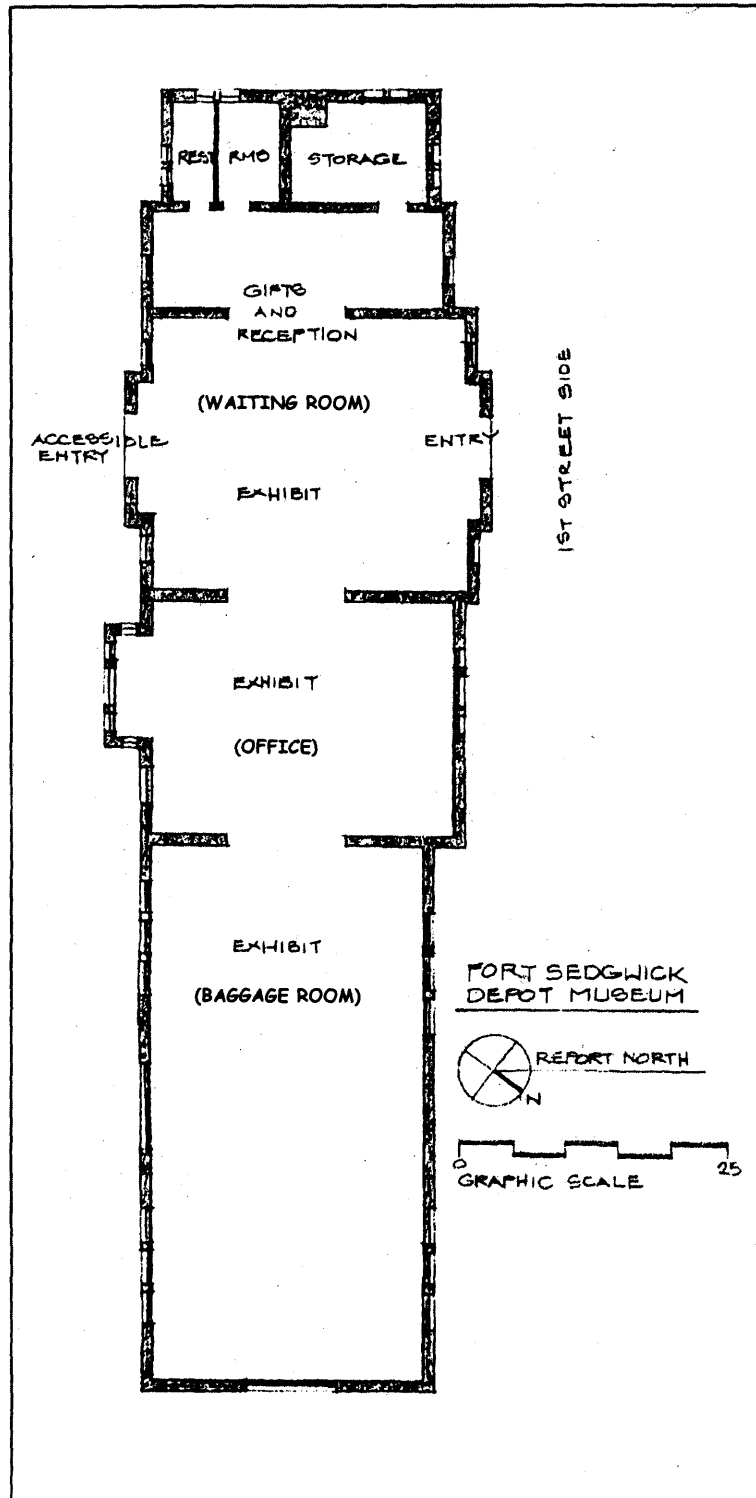 REST RMS
STORAGE
GIFTS
AND
RECEPTION
(WAITING ROOM)
ACCESSIBLE
ENTRY
ENTRY
EXHIBIT
1ST STREET SIDE
EXHIBIT
(OFFICE)
EXHIBIT
(BAGGAGE ROOM)
FORT SEDGWICK
DEPOT MUSEUM
REPORT NORTH
N
0 25
GRAPHIC SCALE